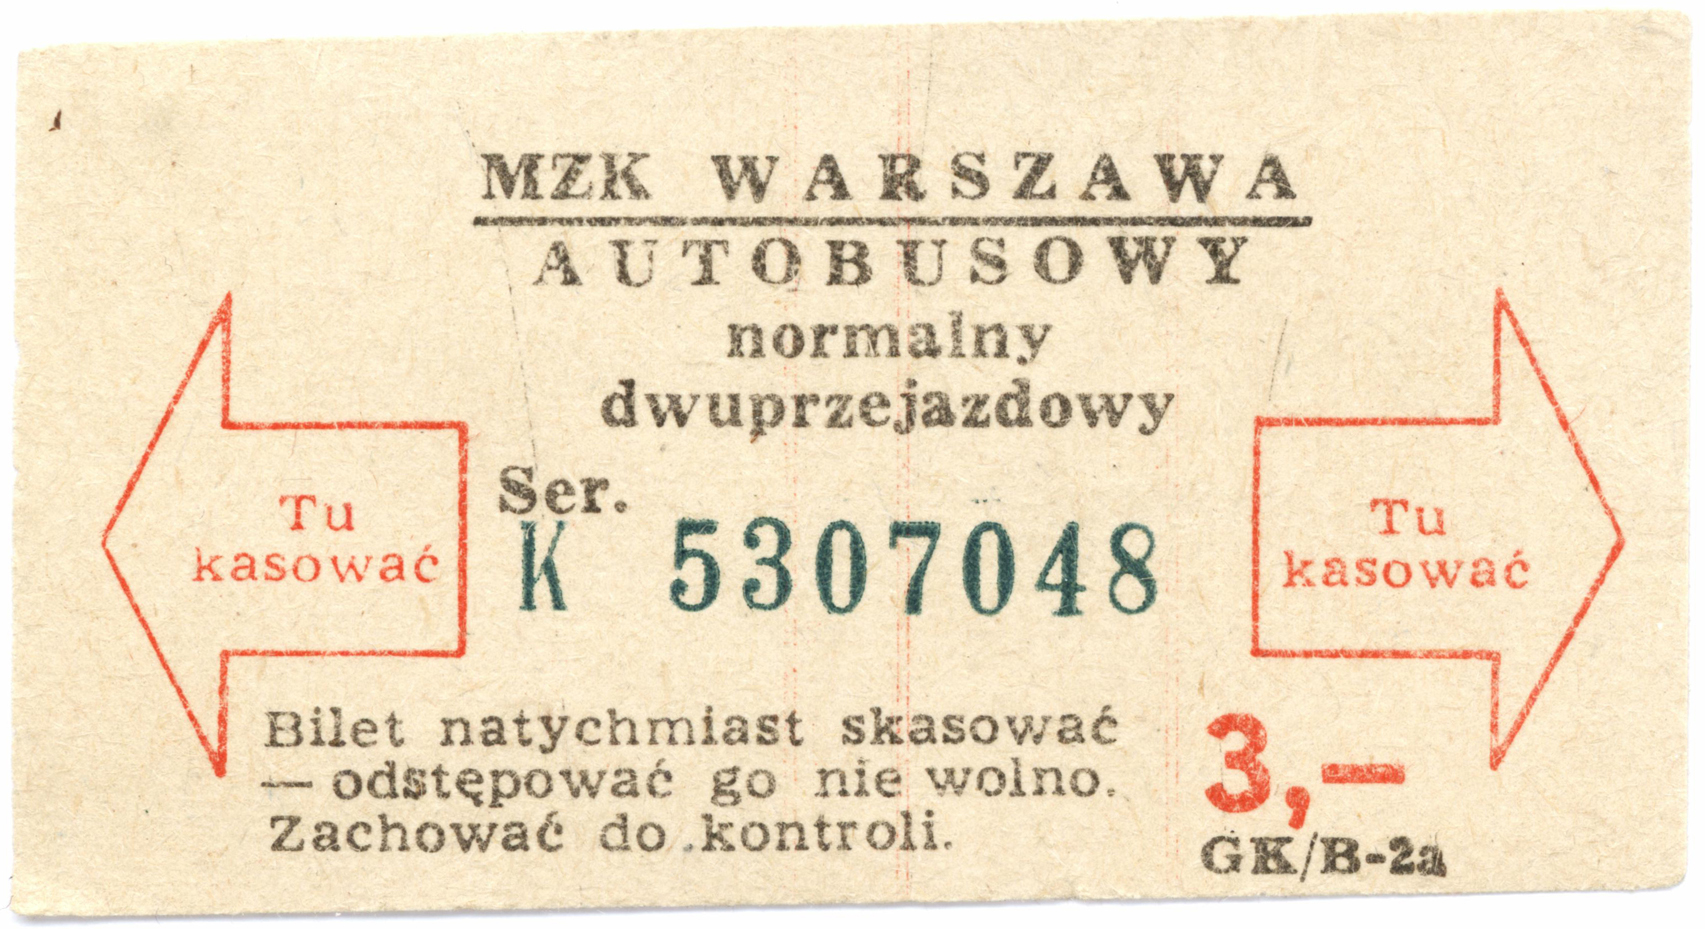 MZK WARSZAWA
AUTOBUSOWY
normalny
dwuprzejazdowy
Ser.
K 5307048
Tu
kasować
Tu
kasować
Bilet natychmiast skasować
— odstępować go nie wolno.
Zachować do kontroli.
3,—
GK/B-2a